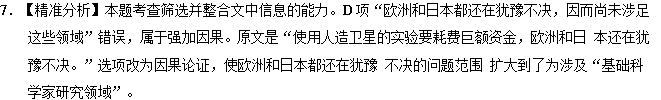 7. 【精准分析】本题考查筛选并整合文中信息的能力。D 项“欧洲和日本都还在犹豫不决，因而尚未涉足
这些领域”错误，属于强加因果。原文是“使用人造卫星的实验要耗费巨额资金，欧洲和日 本还在犹
豫不决。”选项改为因果论证，使欧洲和日本都还在犹豫 不决的问题范围 扩大到了为涉及“基础科
学家研究领域”。